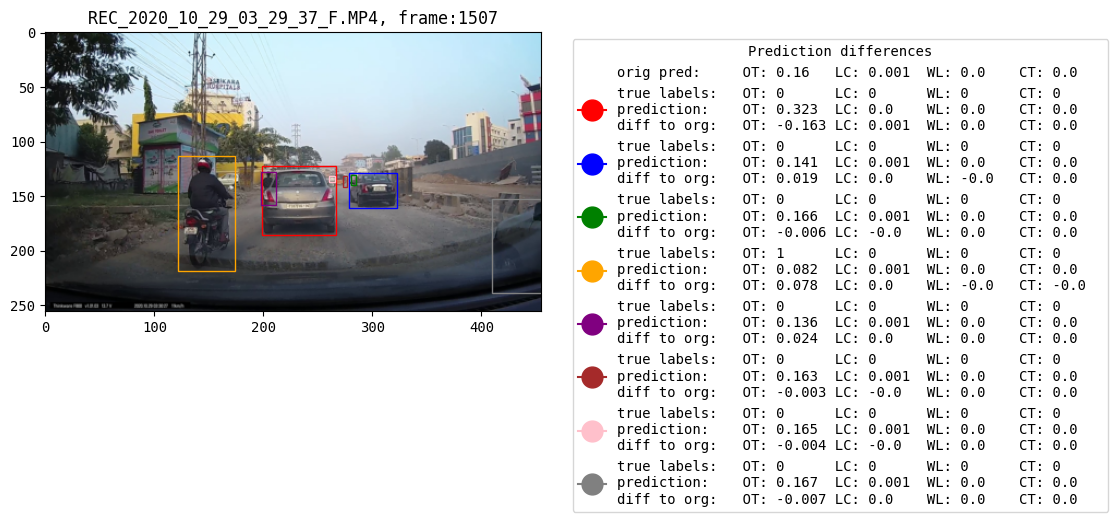 REC_2020_10_29_03_29_37_F.MP4, frame:1507
0
50
100
150
200
250
0 100 200 300 400
Prediction differences
orig pred: OT: 0.16 LC: 0.001 WL: 0.0 CT: 0.0
true labels: OT: 0 LC: 0 WL: 0 CT: 0
prediction: OT: 0.323 LC: 0.0 WL: 0.0 CT: 0.0
diff to org: OT: -0.163 LC: 0.001 WL: 0.0 CT: 0.0
true labels: OT: 0 LC: 0 WL: 0 CT: 0
prediction: OT: 0.141 LC: 0.001 WL: 0.0 CT: 0.0
diff to org: OT: 0.019 LC: 0.0 WL: -0.0 CT: 0.0
true labels: OT: 0 LC: 0 WL: 0 CT: 0
prediction: OT: 0.166 LC: 0.001 WL: 0.0 CT: 0.0
diff to org: OT: -0.006 LC: -0.0 WL: 0.0 CT: 0.0
true labels: OT: 1 LC: 0 WL: 0 CT: 0
prediction: OT: 0.082 LC: 0.001 WL: 0.0 CT: 0.0
diff to org: OT: 0.078 LC: 0.0 WL: -0.0 CT: -0.0
true labels: OT: 0 LC: 0 WL: 0 CT: 0
prediction: OT: 0.136 LC: 0.001 WL: 0.0 CT: 0.0
diff to org: OT: 0.024 LC: 0.0 WL: 0.0 CT: 0.0
true labels: OT: 0 LC: 0 WL: 0 CT: 0
prediction: OT: 0.163 LC: 0.001 WL: 0.0 CT: 0.0
diff to org: OT: -0.003 LC: -0.0 WL: 0.0 CT: 0.0
true labels: OT: 0 LC: 0 WL: 0 CT: 0
prediction: OT: 0.165 LC: 0.001 WL: 0.0 CT: 0.0
diff to org: OT: -0.004 LC: -0.0 WL: 0.0 CT: 0.0
true labels: OT: 0 LC: 0 WL: 0 CT: 0
prediction: OT: 0.167 LC: 0.001 WL: 0.0 CT: 0.0
diff to org: OT: -0.007 LC: 0.0 WL: 0.0 CT: 0.0